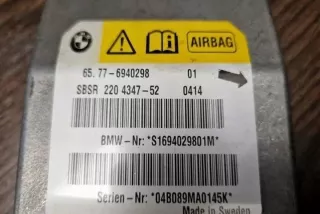 BMW
AIRBAG
65.77-6940298 01
SBSR 220 4347-52 0414
BMW-Nr: *S1694029801M*
Serien-Nr: *04B089MA0145K*
Made in Sweden